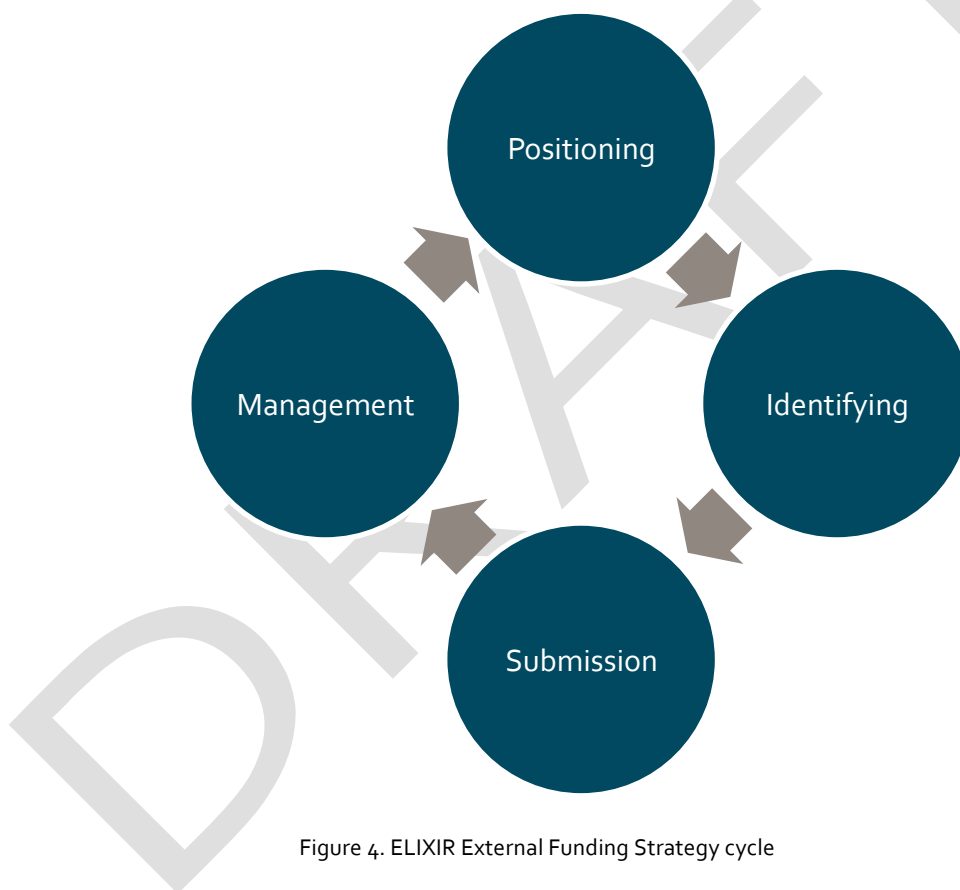 Positioning
Management
Identifying
Submission
Figure 4. ELIXIR External Funding Strategy cycle
DRAFT